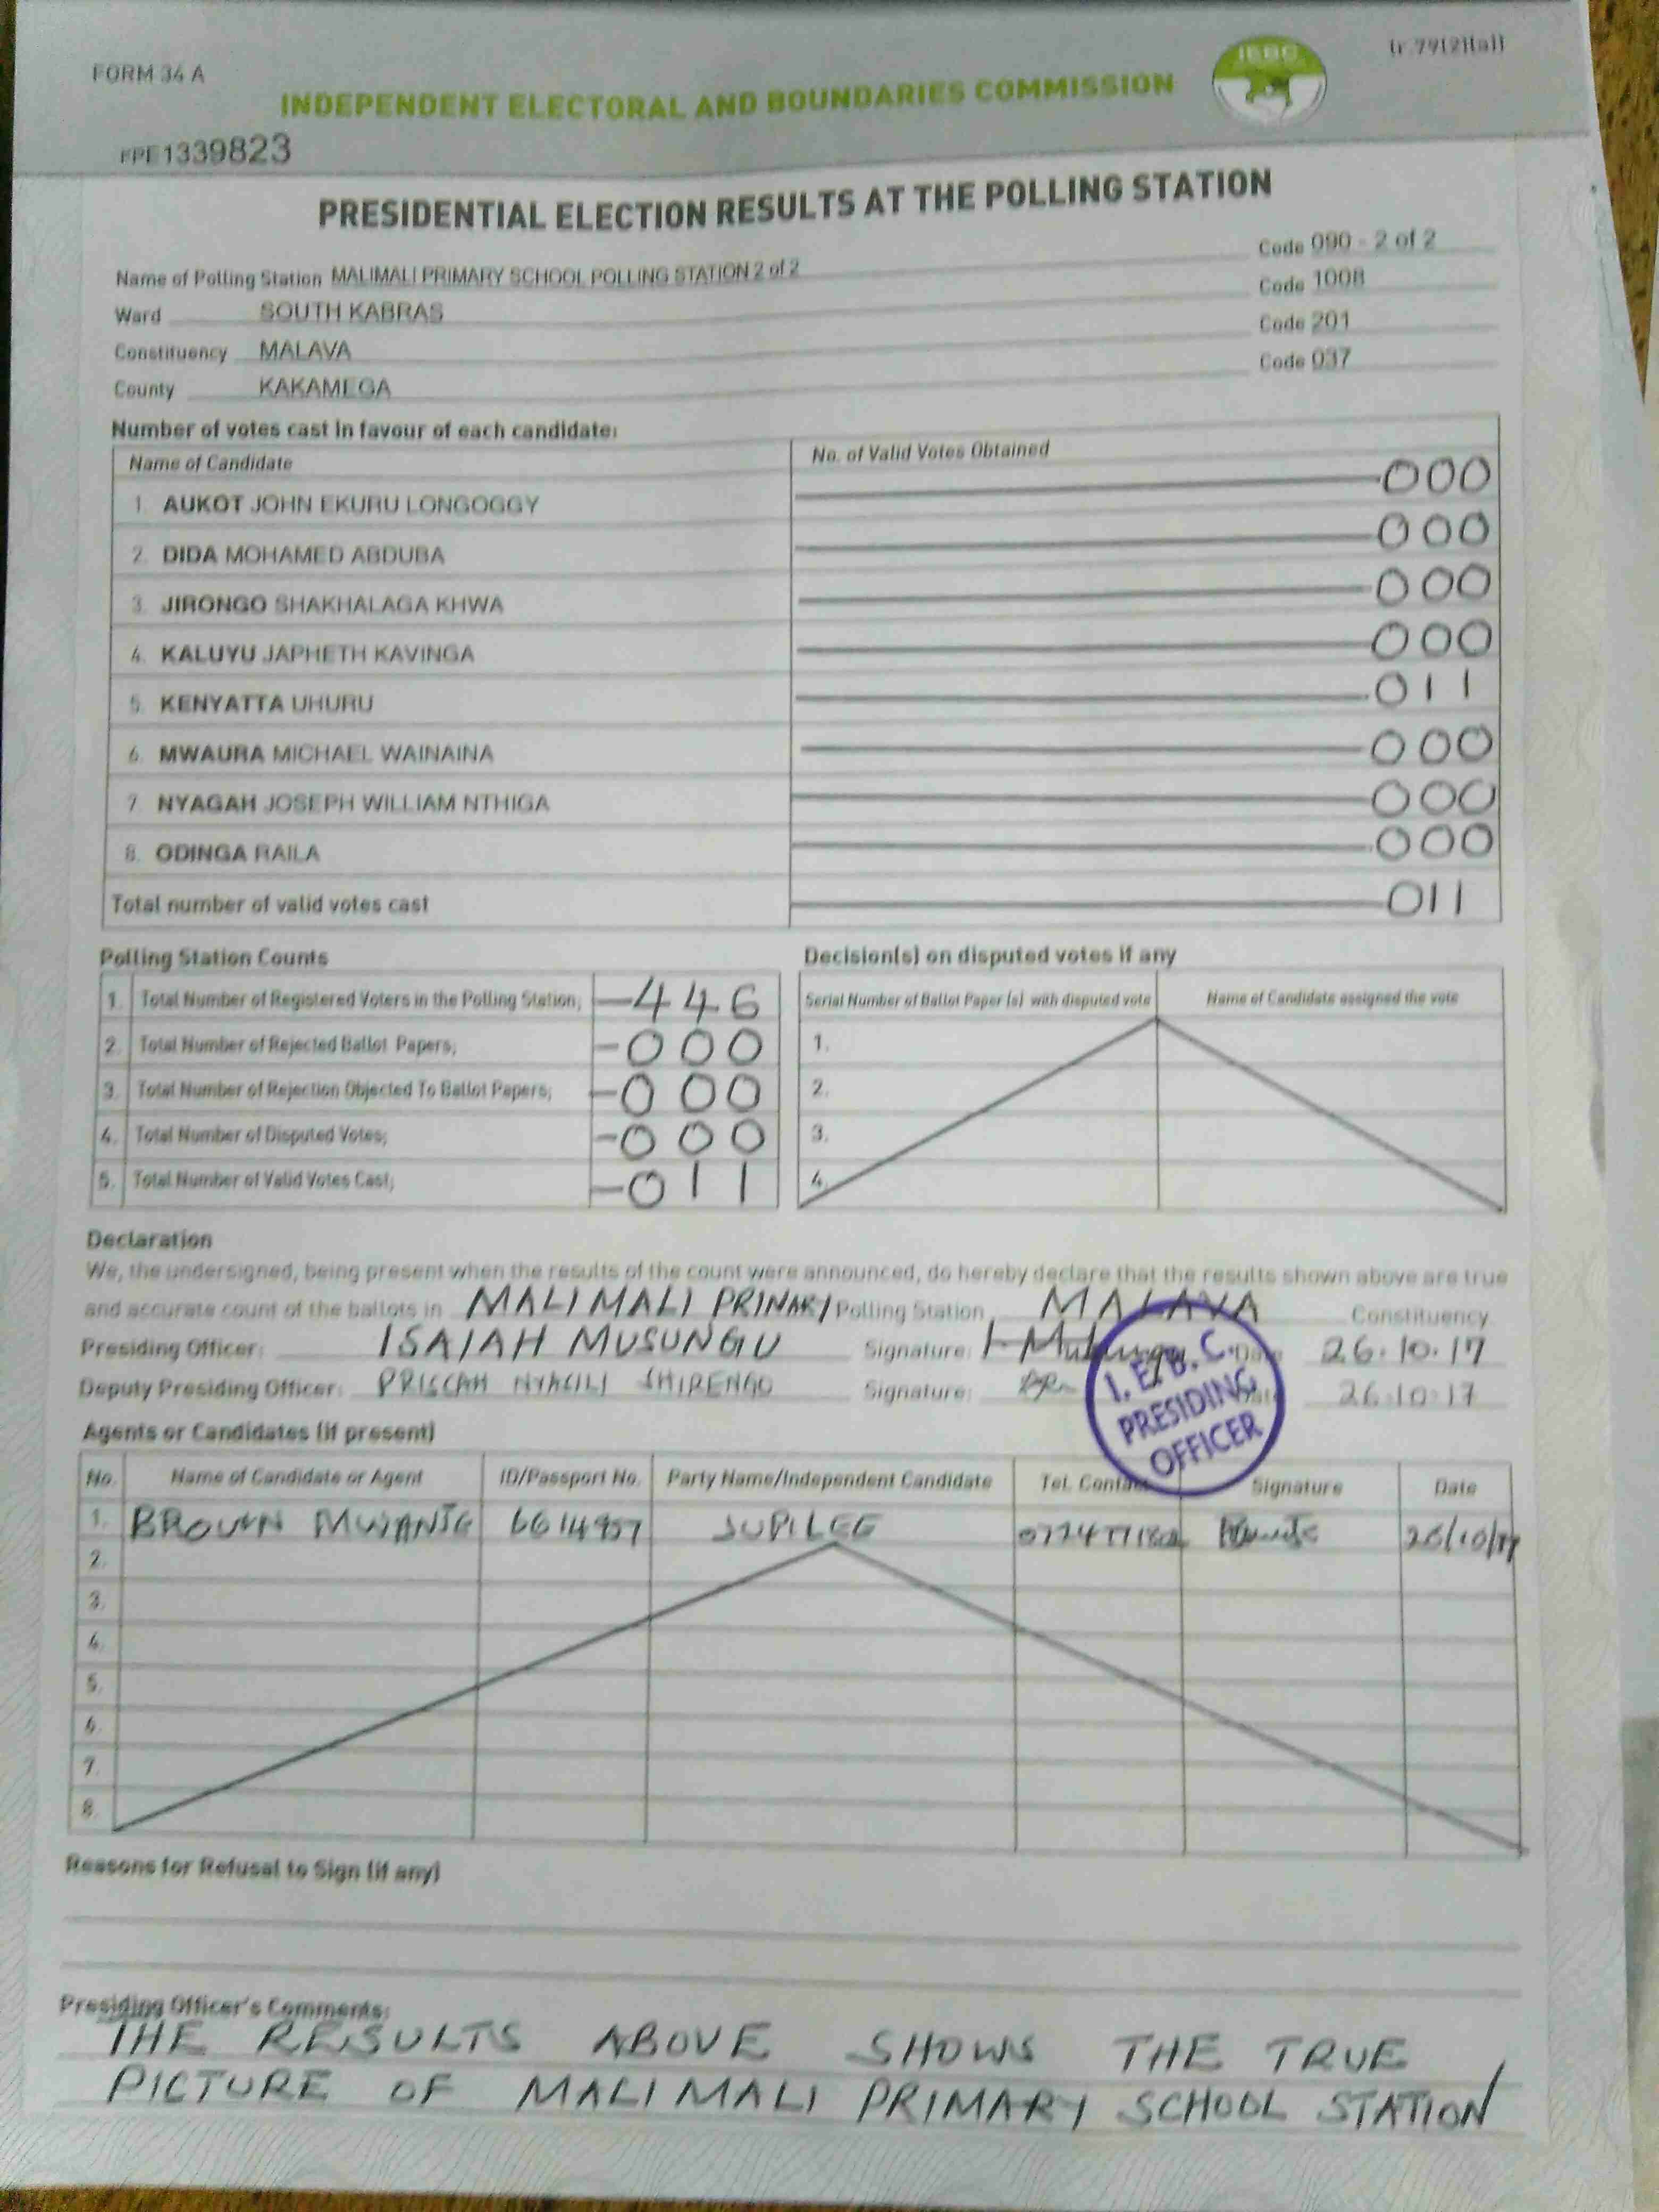 FORM 34 A
(r.79(2)(a))
IEBC
INDEPENDENT ELECTORAL AND BOUNDARIES COMMISSION
FPE1339823
PRESIDENTIAL ELECTION RESULTS AT THE POLLING STATION
Name of Polling Station MALIMALI PRIMARY SCHOOL POLLING STATION 2 of 2 Code 090 - 2 of 2
Ward SOUTH KABRAS Code 1008
Constituency MALAVA Code 201
County KAKAMEGA Code 037
Number of votes cast in favour of each candidate:
Name of Candidate No. of Valid Votes Obtained
1. AUKOT JOHN EKURU LONGOGGY 000
2. DIDA MOHAMED ABDUBA 000
3. JIRONGO SHAKHALAGA KHWA 000
4. KALUYU JAPHETH KAVINGA 000
5. KENYATTA UHURU 011
6. MWAURA MICHAEL WAINAINA 000
7. NYAGAH JOSEPH WILLIAM NTHIGA 000
8. ODINGA RAILA 000
Total number of valid votes cast 011
Polling Station Counts
1. Total Number of Registered Voters in the Polling Station; 446
2. Total Number of Rejected Ballot Papers; 000
3. Total Number of Rejection Objected To Ballot Papers; 000
4. Total Number of Disputed Votes; 000
5. Total Number of Valid Votes Cast; 011
Decision(s) on disputed votes if any
Serial Number of Ballot Paper (s) with disputed vote Name of Candidate assigned the vote
1.
2.
3.
4.
Declaration
We, the undersigned, being present when the results of the count were announced, do hereby declare that the results shown above are true
and accurate count of the ballots in MALIMALI PRINARY Polling Station, MALAVA Constituency
Presiding Officer: ISAIAH MUSUNGU Signature: Date 26.10.17
Deputy Presiding Officer: PRISCAH NYAGILI SHIRENGO Signature: Date 26.10.17
I. E. B. C.
PRESIDING
OFFICER
Agents or Candidates (if present)
No. Name of Candidate or Agent ID/Passport No. Party Name/Independent Candidate Tel. Contact Signature Date
1. BROWN 6614957 JUPILEE 26/10/17
2.
3.
4.
5.
6.
7.
8.
Reasons for Refusal to Sign (if any)
Presiding Officer's Comments:
THE RESULTS ABOVE SHOWS THE TRUE
PICTURE OF MALIMALI PRIMARY SCHOOL STATION